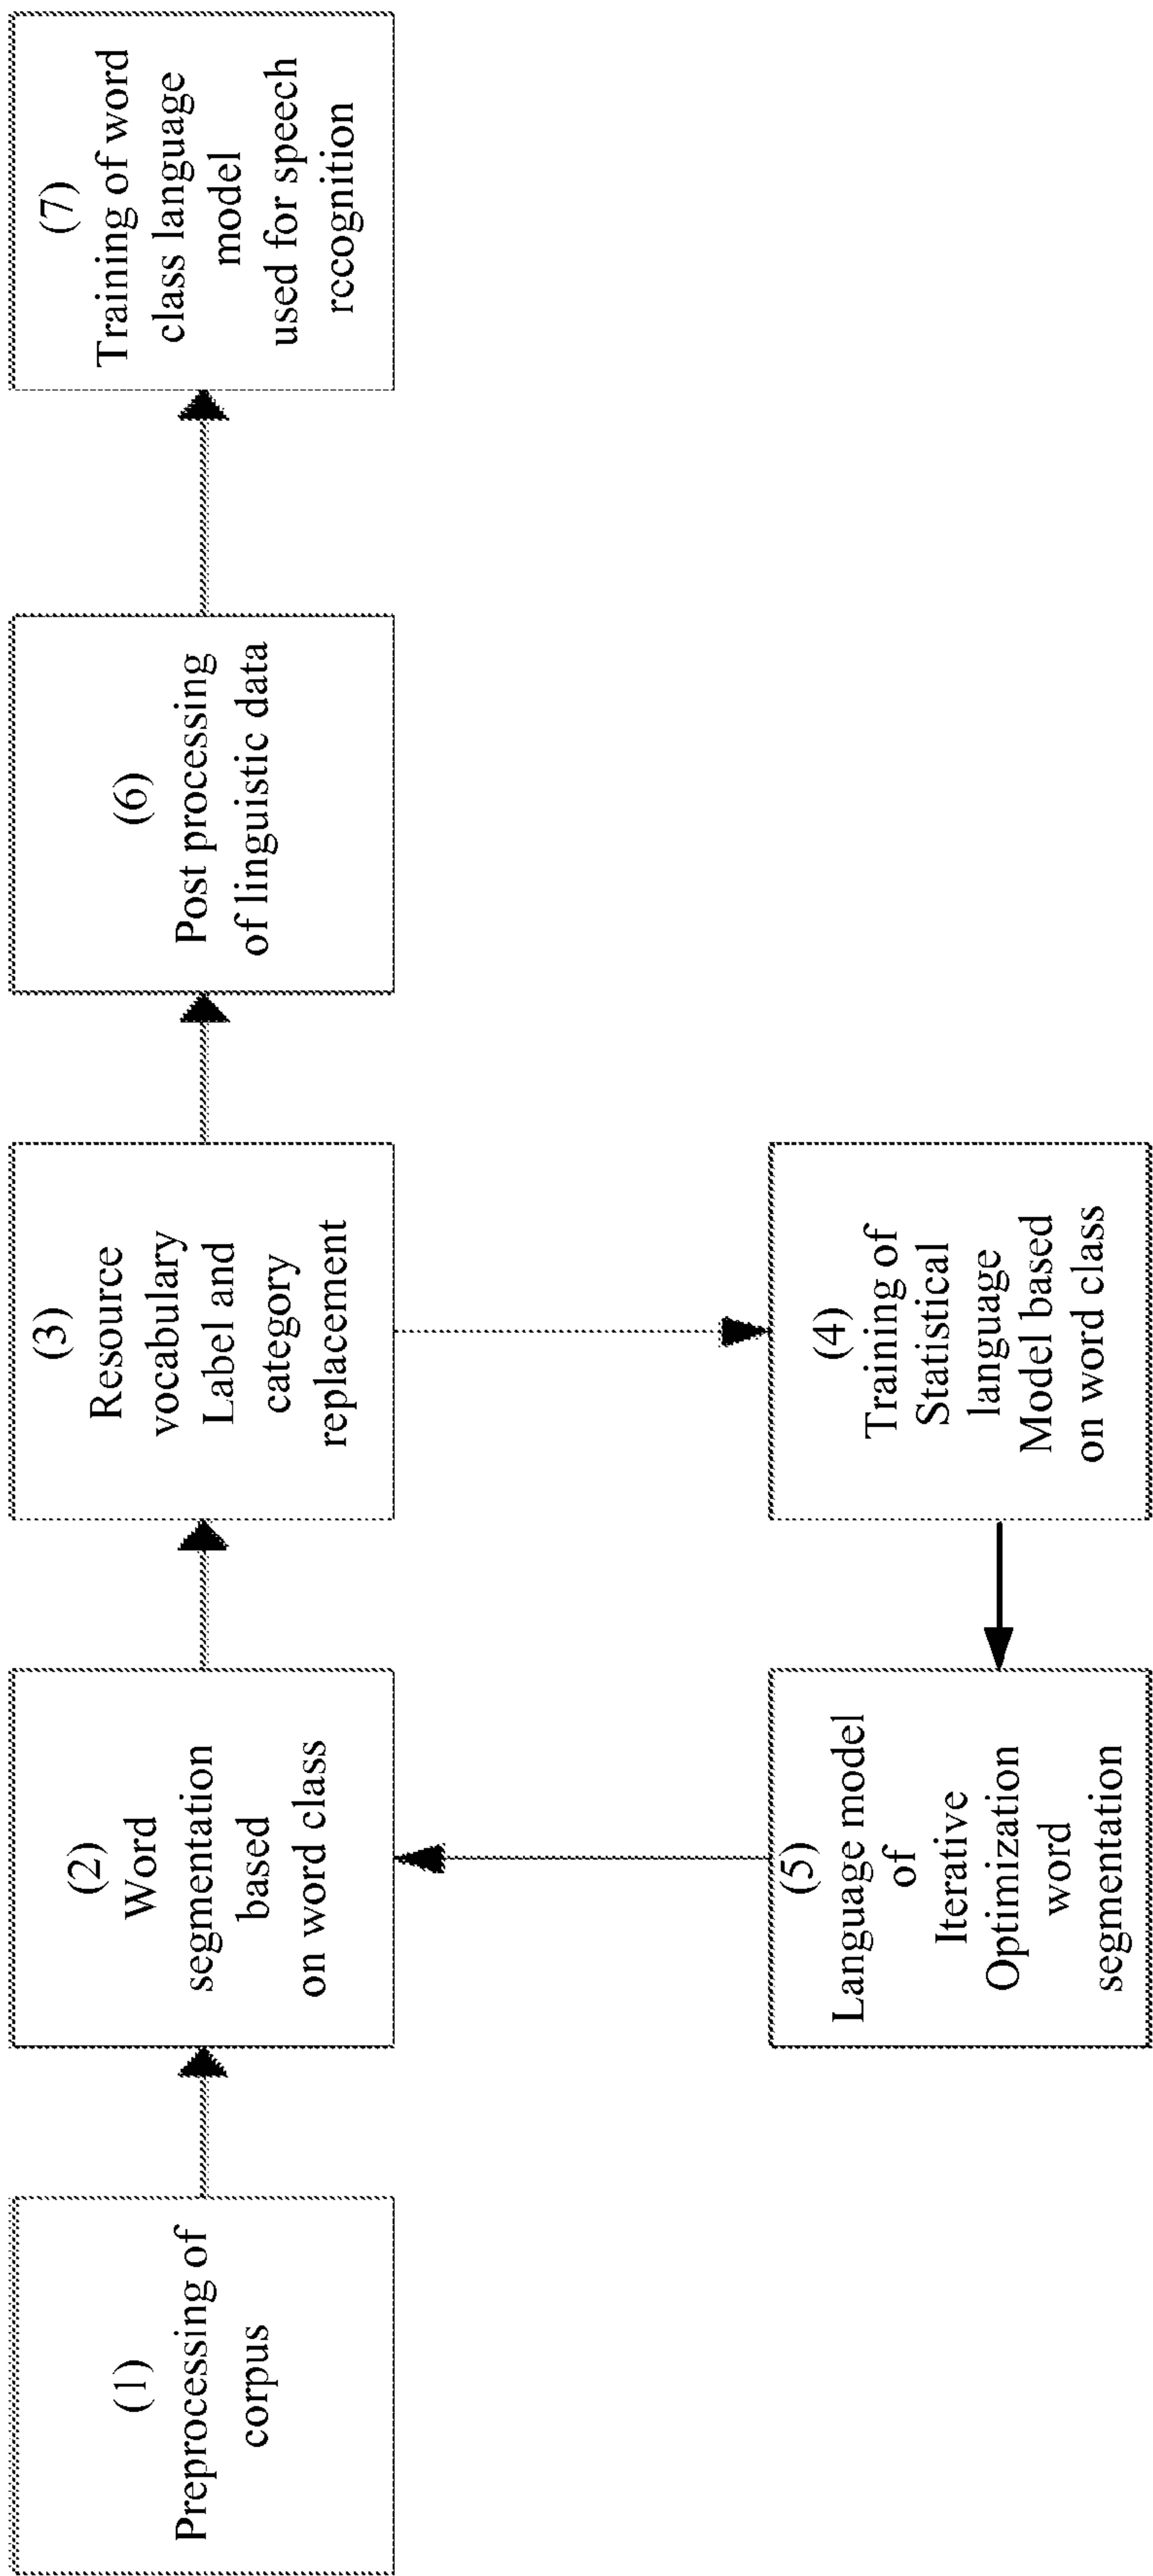 (1)
Preprocessing of
corpus
(2)
Word
segmentation
based
on word class
(3)
Resource
vocabulary
Label and
category
replacement
(6)
Post processing
of linguistic data
(7)
Training of word
class language
model
used for speech
rccognition
(5)
Language model
of
Iterative
Optimization
word
segmentation
(4)
Training of
Statistical
language
Model based
on word class